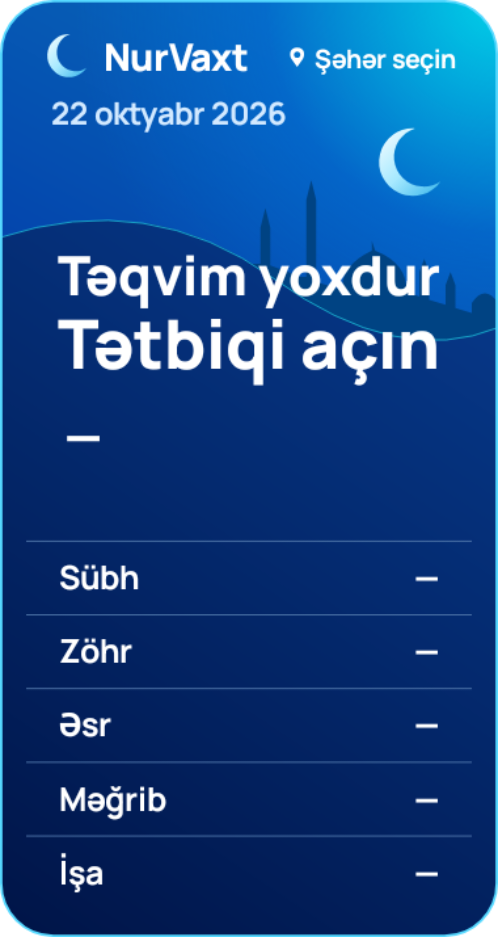 NurVaxt Şəhər seçin
22 oktyabr 2026
Təqvim yoxdur
Tətbiqi açın
—
Sübh —
Zöhr —
Əsr —
Məğrib —
İşa —